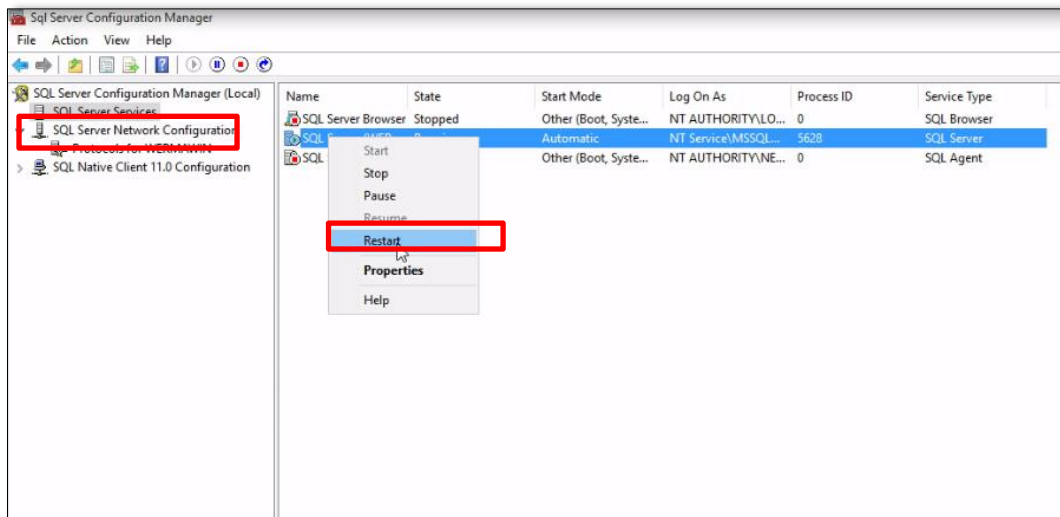 Sql Server Configuration Manager
File Action View Help
SQL Server Configuration Manager (Local)
SQL Server Services
SQL Server Network Configuration
Protocols for WERMAWIN
SQL Native Client 11.0 Configuration
Name State Start Mode Log On As Process ID Service Type
SQL Server Browser Stopped Other (Boot, Syste... NT AUTHORITY\LO... 0 SQL Browser
SQL Automatic NT Service\MSSQL... 5628 SQL Server
SQL Other (Boot, Syste... NT AUTHORITY\NE... 0 SQL Agent
Start
Stop
Pause
Resume
Restart
Properties
Help